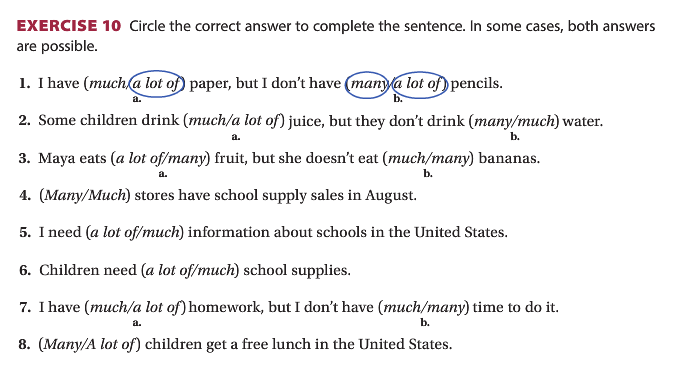 EXERCISE 10 Circle the correct answer to complete the sentence. In some cases, both answers
are possible.
1. I have (much/a lot of) paper, but I don't have (many/a lot of) pencils.
a. b.
2. Some children drink (much/a lot of) juice, but they don't drink (many/much) water.
a. b.
3. Maya eats (a lot of/many) fruit, but she doesn't eat (much/many) bananas.
a. b.
4. (Many/Much) stores have school supply sales in August.
5. I need (a lot of/much) information about schools in the United States.
6. Children need (a lot of/much) school supplies.
7. I have (much/a lot of) homework, but I don't have (much/many) time to do it.
a. b.
8. (Many/A lot of) children get a free lunch in the United States.